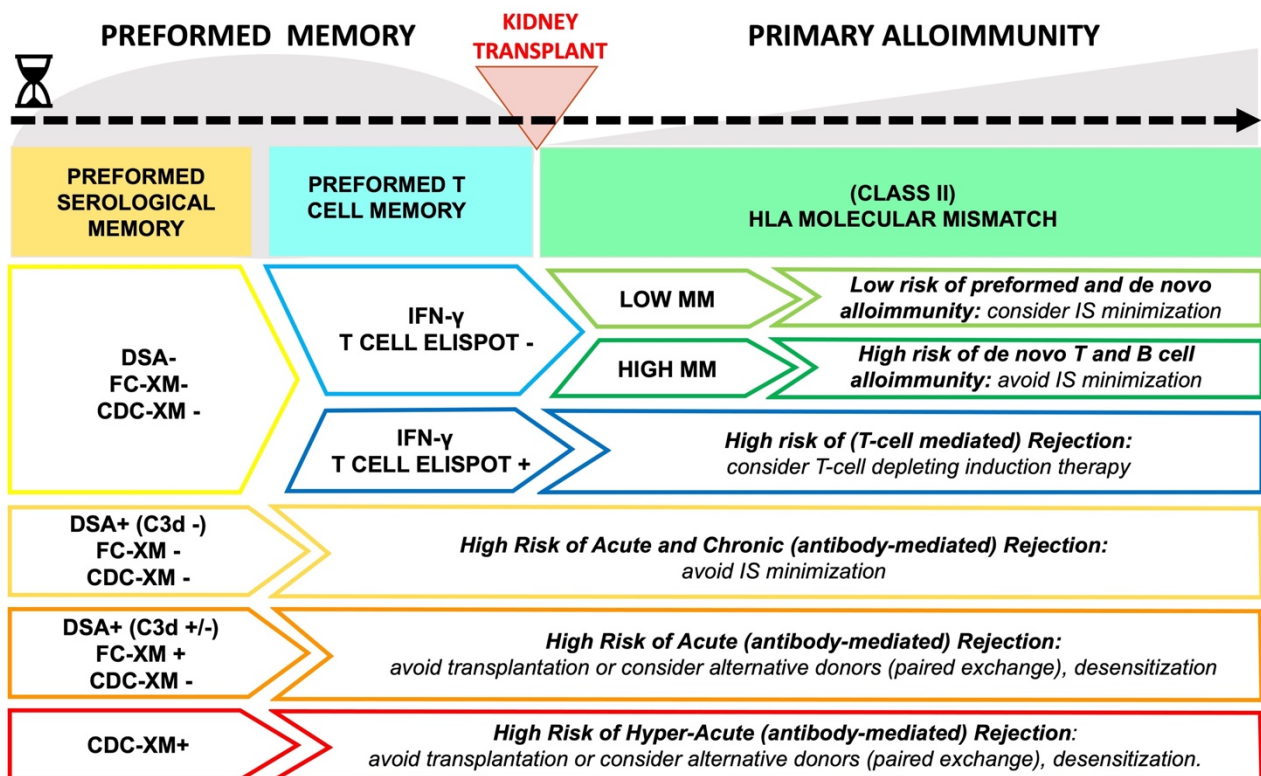 PREFORMED MEMORY
KIDNEY
TRANSPLANT
PRIMARY ALLOIMMUNITY
PREFORMED
SEROLOGICAL
MEMORY
PREFORMED T
CELL MEMORY
(CLASS II)
HLA MOLECULAR MISMATCH
DSA-
FC-XM-
CDC-XM -
IFN-γ
T CELL ELISPOT -
LOW MM
Low risk of preformed and de novo
alloimmunity: consider IS minimization
HIGH MM
High risk of de novo T and B cell
alloimmunity: avoid IS minimization
IFN-γ
T CELL ELISPOT +
High risk of (T-cell mediated) Rejection:
consider T-cell depleting induction therapy
DSA+ (C3d -)
FC-XM -
CDC-XM -
High Risk of Acute and Chronic (antibody-mediated) Rejection:
avoid IS minimization
DSA+ (C3d +/-)
FC-XM +
CDC-XM -
High Risk of Acute (antibody-mediated) Rejection:
avoid transplantation or consider alternative donors (paired exchange), desensitization
CDC-XM+
High Risk of Hyper-Acute (antibody-mediated) Rejection:
avoid transplantation or consider alternative donors (paired exchange), desensitization.